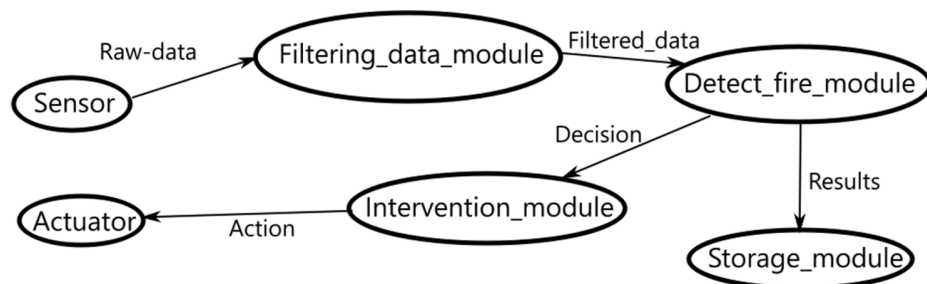 Raw-data
Filtering_data_module
Filtered_data
Sensor
Detect_fire_module
Decision
Results
Actuator
Action
Intervention_module
Storage_module